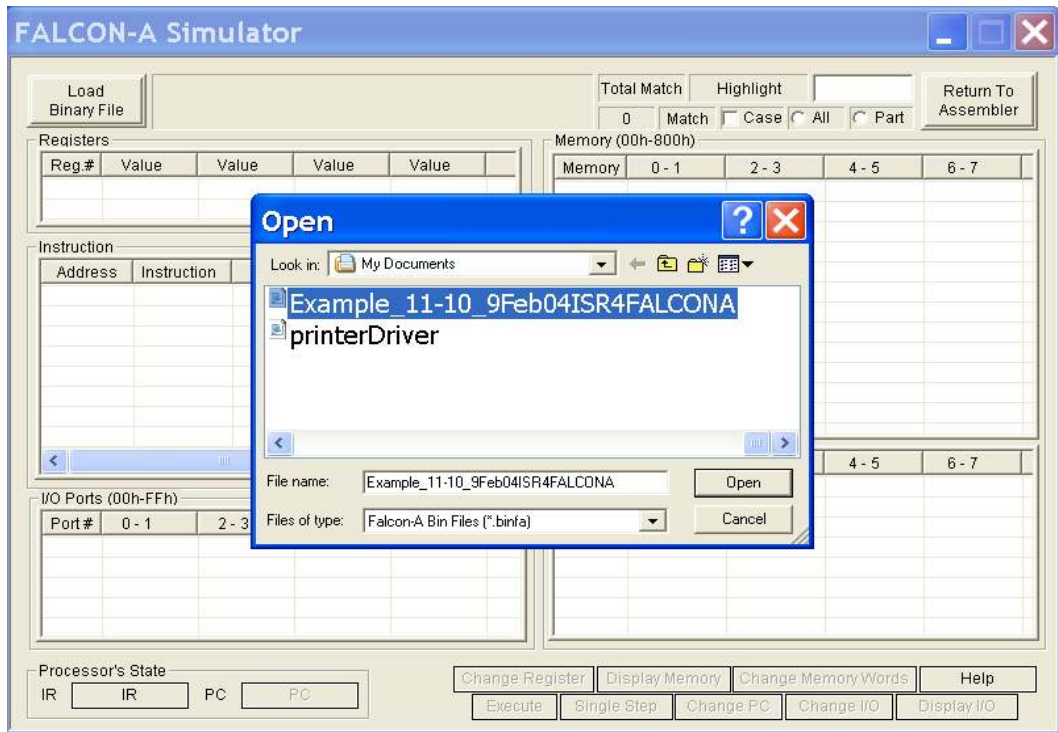 FALCON-A Simulator
Load
Binary File
Total Match Highlight
0 Match Case All Part
Return To
Assembler
Registers
Reg.# Value Value Value Value
Memory (00h-800h)
Memory 0 - 1 2 - 3 4 - 5 6 - 7
Instruction
Address Instruction
Open
Look in: My Documents
Example_11-10_9Feb04ISR4FALCONA
printerDriver
File name: Example_11-10_9Feb04ISR4FALCONA Open
Files of type: Falcon-A Bin Files (*.binfa) Cancel
4 - 5 6 - 7
I/O Ports (00h-FFh)
Port # 0 - 1 2 - 3
Processor's State
IR IR PC PC
Change Register Display Memory Change Memory Words Help
Execute Single Step Change PC Change I/O Display I/O